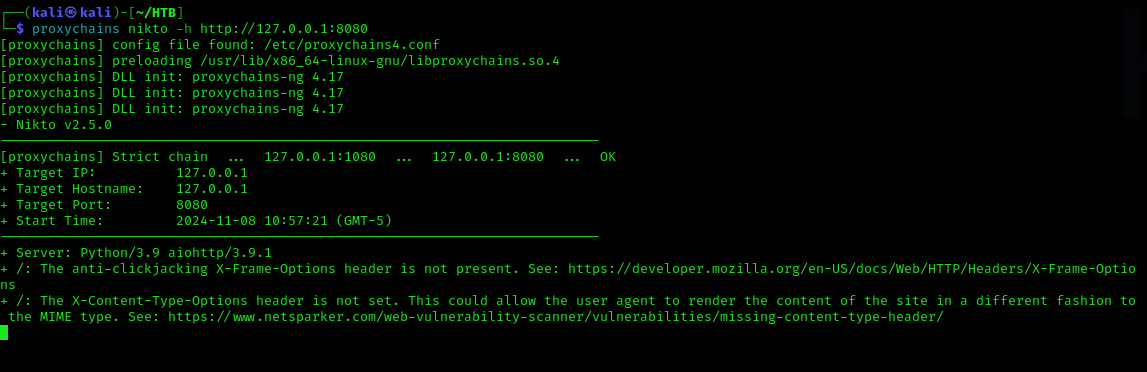 ┌──(kali㉿kali)-[~/HTB]
└─$ proxychains nikto -h http://127.0.0.1:8080
[proxychains] config file found: /etc/proxychains4.conf
[proxychains] preloading /usr/lib/x86_64-linux-gnu/libproxychains.so.4
[proxychains] DLL init: proxychains-ng 4.17
[proxychains] DLL init: proxychains-ng 4.17
[proxychains] DLL init: proxychains-ng 4.17
- Nikto v2.5.0
[proxychains] Strict chain  ...  127.0.0.1:1080  ...  127.0.0.1:8080  ...  OK
+ Target IP:          127.0.0.1
+ Target Hostname:    127.0.0.1
+ Target Port:        8080
+ Start Time:         2024-11-08 10:57:21 (GMT-5)
+ Server: Python/3.9 aiohttp/3.9.1
+ /: The anti-clickjacking X-Frame-Options header is not present. See: https://developer.mozilla.org/en-US/docs/Web/HTTP/Headers/X-Frame-Optio
ns
+ /: The X-Content-Type-Options header is not set. This could allow the user agent to render the content of the site in a different fashion to
 the MIME type. See: https://www.netsparker.com/web-vulnerability-scanner/vulnerabilities/missing-content-type-header/